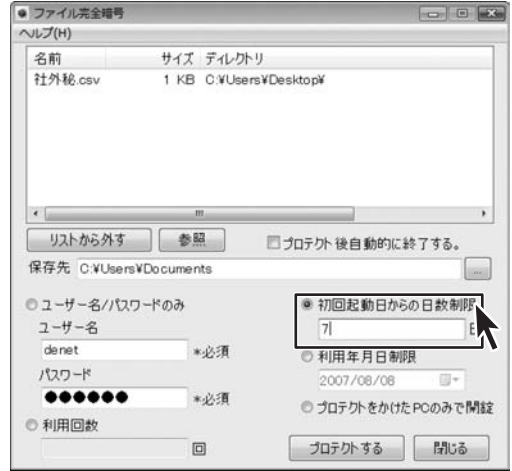 ファイル完全暗号
ヘルプ(H)
名前 サイズ ディレクトリ
社外秘.csv 1 KB C:¥Users¥Desktop¥
リストから外す 参照 プロテクト後自動的に終了する。
保存先 C:¥Users¥Documents ...
ユーザー名/パスワードのみ
ユーザー名
denet *必須
パスワード
●●●●●● *必須
利用回数
回
初回起動日からの日数制限
7 日
利用年月日制限
2007/08/08
プロテクトをかけたPCのみで開錠
プロテクトする 閉じる